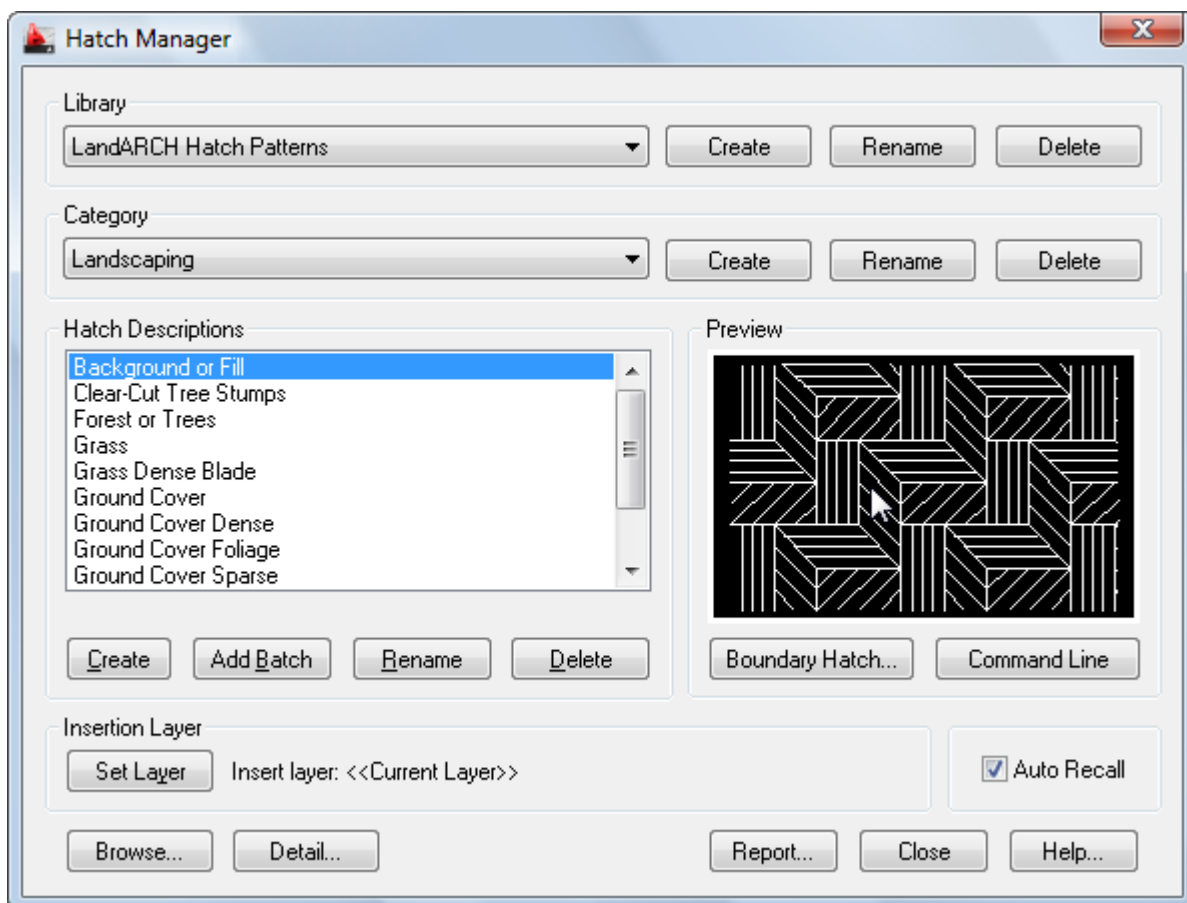 Hatch Manager
Library
LandARCH Hatch Patterns Create Rename Delete
Category
Landscaping Create Rename Delete
Hatch Descriptions Preview
Background or Fill
Clear-Cut Tree Stumps
Forest or Trees
Grass
Grass Dense Blade
Ground Cover
Ground Cover Dense
Ground Cover Foliage
Ground Cover Sparse
Create Add Batch Rename Delete Boundary Hatch... Command Line
Insertion Layer
Set Layer Insert layer: <<Current Layer>> Auto Recall
Browse... Detail... Report... Close Help...